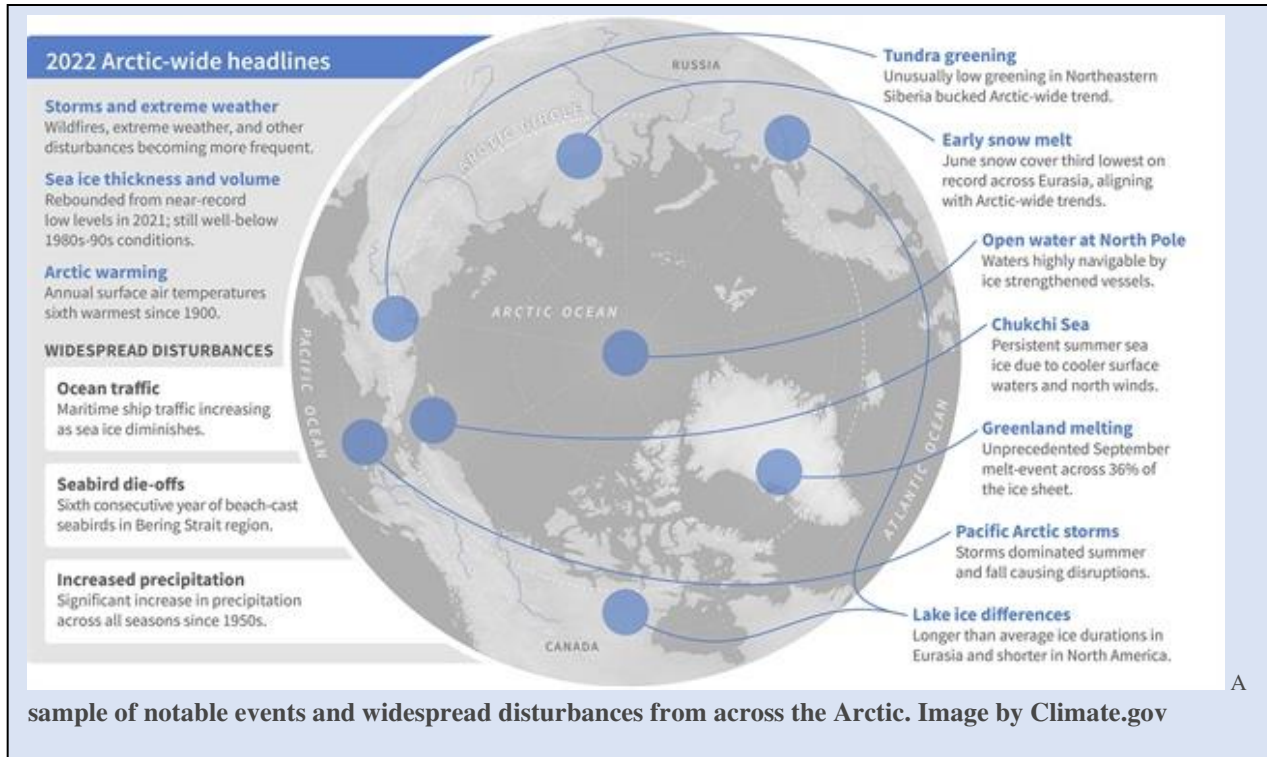 2022 Arctic-wide headlines
Storms and extreme weather
Wildfires, extreme weather, and other
disturbances becoming more frequent.
Sea ice thickness and volume
Rebounded from near-record
low levels in 2021; still well-below
1980s-90s conditions.
Arctic warming
Annual surface air temperatures
sixth warmest since 1900.
WIDESPREAD DISTURBANCES
Ocean traffic
Maritime ship traffic increasing
as sea ice diminishes.
Seabird die-offs
Sixth consecutive year of beach-cast
seabirds in Bering Strait region.
Increased precipitation
Significant increase in precipitation
across all seasons since 1950s.
RUSSIA
ARCTIC CIRCLE
ARCTIC OCEAN
PACIFIC OCEAN
ATLANTIC OCEAN
CANADA
Tundra greening
Unusually low greening in Northeastern
Siberia bucked Arctic-wide trend.
Early snow melt
June snow cover third lowest on
record across Eurasia, aligning
with Arctic-wide trends.
Open water at North Pole
Waters highly navigable by
ice strengthened vessels.
Chukchi Sea
Persistent summer sea
ice due to cooler surface
waters and north winds.
Greenland melting
Unprecedented September
melt-event across 36% of
the ice sheet.
Pacific Arctic storms
Storms dominated summer
and fall causing disruptions.
Lake ice differences
Longer than average ice durations in
Eurasia and shorter in North America.
A
sample of notable events and widespread disturbances from across the Arctic. Image by Climate.gov